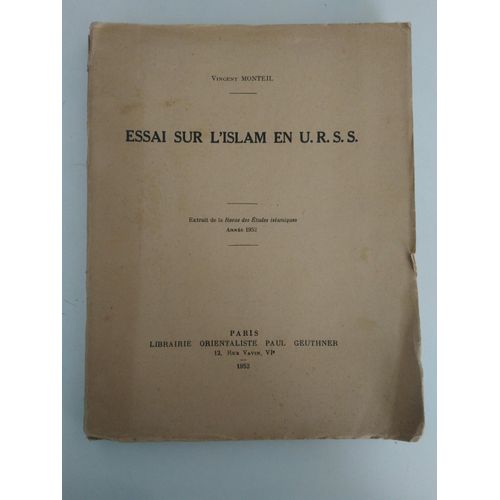 Vincent MONTEIL
ESSAI SUR L'ISLAM EN U. R. S. S.
Extrait de la Revue des Études islamiques
Année 1952
PARIS
LIBRAIRIE ORIENTALISTE PAUL GEUTHNER
12, Rue Vavin, VIe
1953